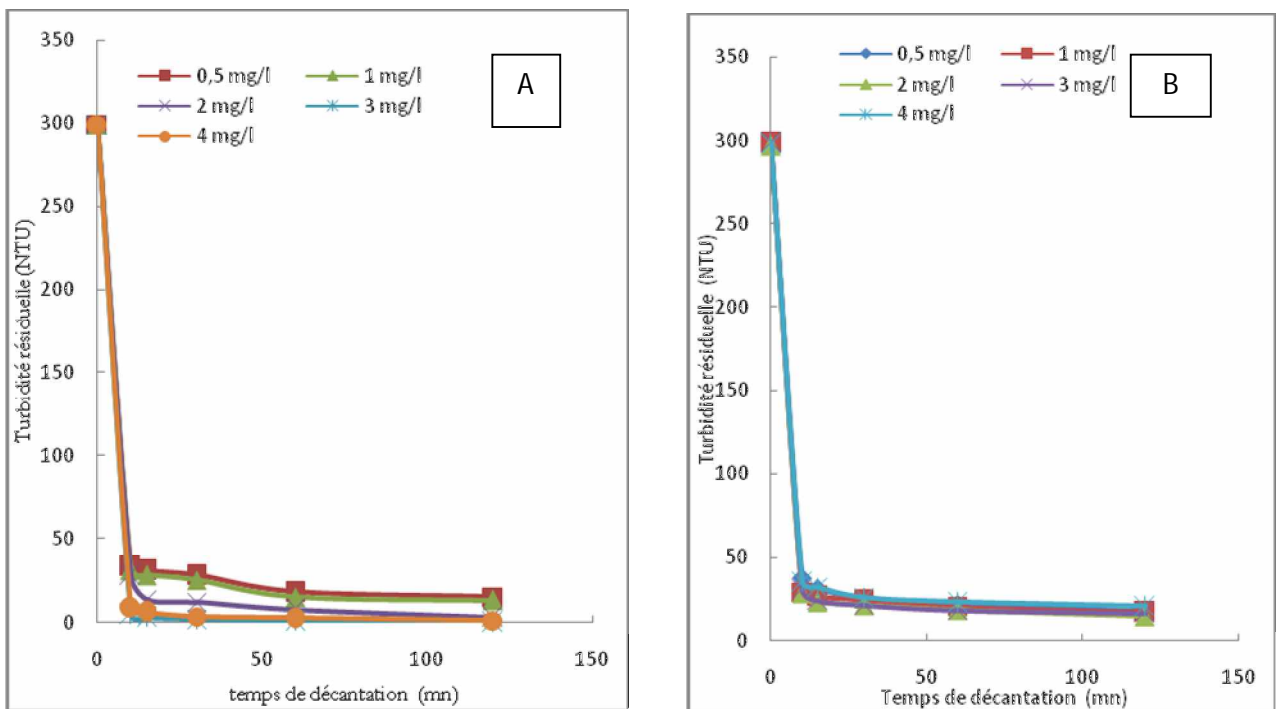 A
0,5 mg/l 1 mg/l
2 mg/l 3 mg/l
4 mg/l
Turbidité résiduelle (NTU)
350
300
250
200
150
100
50
0
0 50 100 150
temps de décantation (mn)
B
0,5 mg/l 1 mg/l
2 mg/l 3 mg/l
4 mg/l
Turbidité résiduelle (NTU)
350
300
250
200
150
100
50
0
0 50 100 150
Temps de décantation (mn)